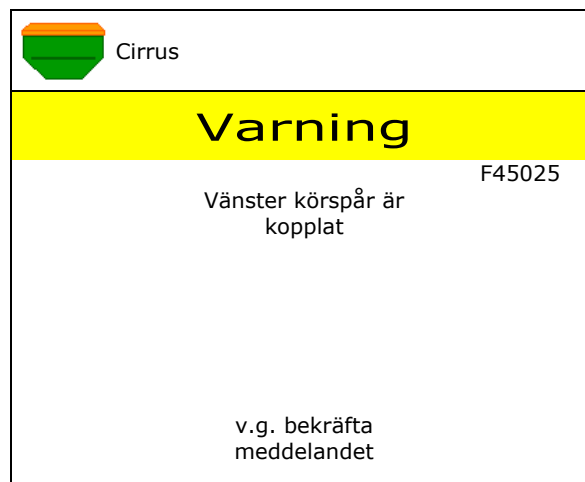 Cirrus
Varning
F45025
Vänster körspår är
kopplat
v.g. bekräfta
meddelandet